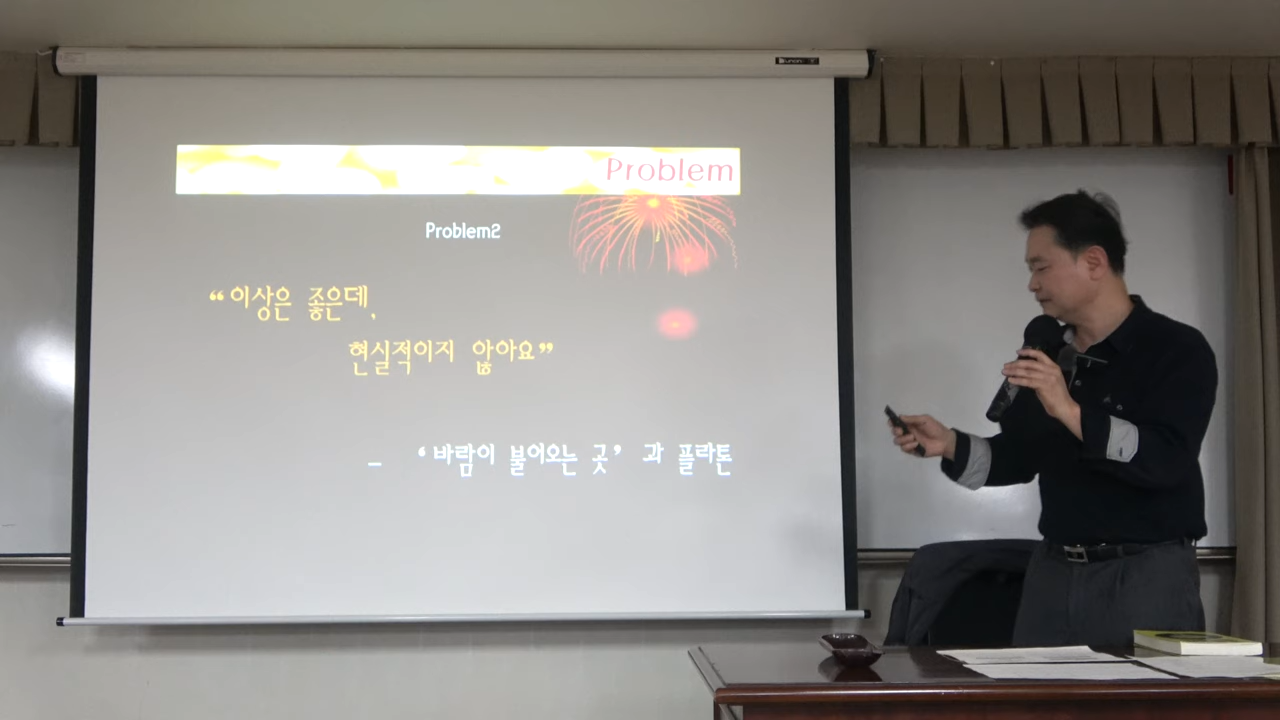 Problem
Problem2
“이상은 좋은데,
현실적이지 않아요”
- ‘바람이 불어오는 곳’ 과 플라톤